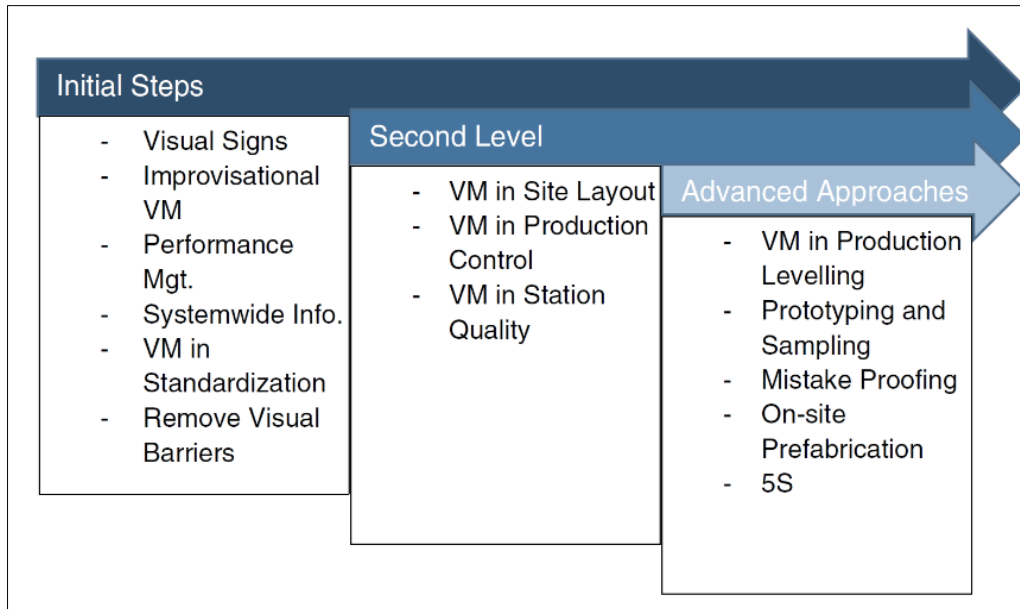 Initial Steps
- Visual Signs
- Improvisational
VM
- Performance
Mgt.
- Systemwide Info.
- VM in
Standardization
- Remove Visual
Barriers
Second Level
- VM in Site Layout
- VM in Production
Control
- VM in Station
Quality
Advanced Approaches
- VM in Production
Levelling
- Prototyping and
Sampling
- Mistake Proofing
- On-site
Prefabrication
- 5S